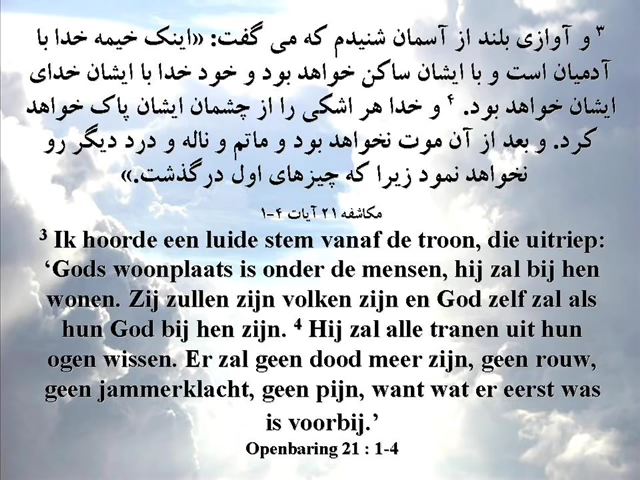 ۳ و آوازی بلند از آسمان شنیدم که می گفت: «اینک خیمه خدا با
آدمیان است و با ایشان ساکن خواهد بود و خود خدا با ایشان خدای
ایشان خواهد بود. ۴ و خدا هر اشکی را از چشمان ایشان پاک خواهد
کرد. و بعد از آن موت نخواهد بود و ماتم و ناله و درد دیگر رو
نخواهد نمود زیرا که چیزهای اول درگذشت.»
مکاشفه ۲۱ آیات ۴-۱
3 Ik hoorde een luide stem vanaf de troon, die uitriep:
‘Gods woonplaats is onder de mensen, hij zal bij hen
wonen. Zij zullen zijn volken zijn en God zelf zal als
hun God bij hen zijn. 4 Hij zal alle tranen uit hun
ogen wissen. Er zal geen dood meer zijn, geen rouw,
geen jammerklacht, geen pijn, want wat er eerst was
is voorbij.’
Openbaring 21 : 1-4